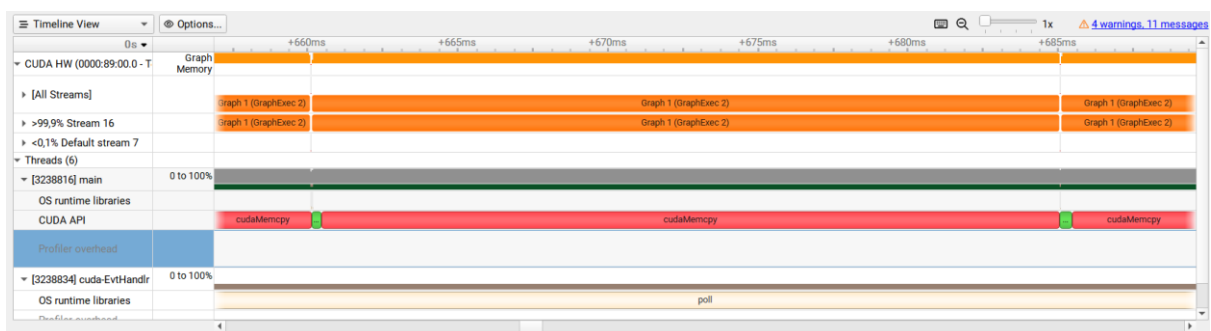 Timeline View Options... 1x 4 warnings, 11 messages
0s +660ms +665ms +670ms +675ms +680ms +685ms
CUDA HW (0000:89:00.0 - T Graph Memory
[All Streams] Graph 1 (GraphExec 2) Graph 1 (GraphExec 2) Graph 1 (GraphExec 2)
>99,9% Stream 16 Graph 1 (GraphExec 2) Graph 1 (GraphExec 2) Graph 1 (GraphExec 2)
<0,1% Default stream 7
Threads (6)
[3238816] main 0 to 100%
OS runtime libraries
CUDA API cudaMemcpy ... cudaMemcpy ... cudaMemcpy
Profiler overhead
[3238834] cuda-EvtHandlr 0 to 100%
OS runtime libraries poll
Profiler overhead